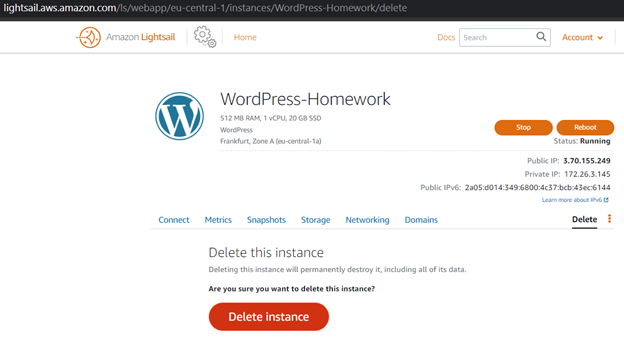 lightsail.aws.amazon.com/ls/webapp/eu-central-1/instances/WordPress-Homework/delete
Amazon Lightsail Home Docs Search Account
WordPress-Homework
512 MB RAM, 1 vCPU, 20 GB SSD
WordPress
Frankfurt, Zone A (eu-central-1a)
Stop Reboot
Status: Running
Public IP: 3.70.155.249
Private IP: 172.26.3.145
Public IPv6: 2a05:d014:349:6800:4c37:bcb:43ec:6144
Learn more about IPv6
Connect Metrics Snapshots Storage Networking Domains Delete
Delete this instance
Deleting this instance will permanently destroy it, including all of its data.
Are you sure you want to delete this instance?
Delete instance